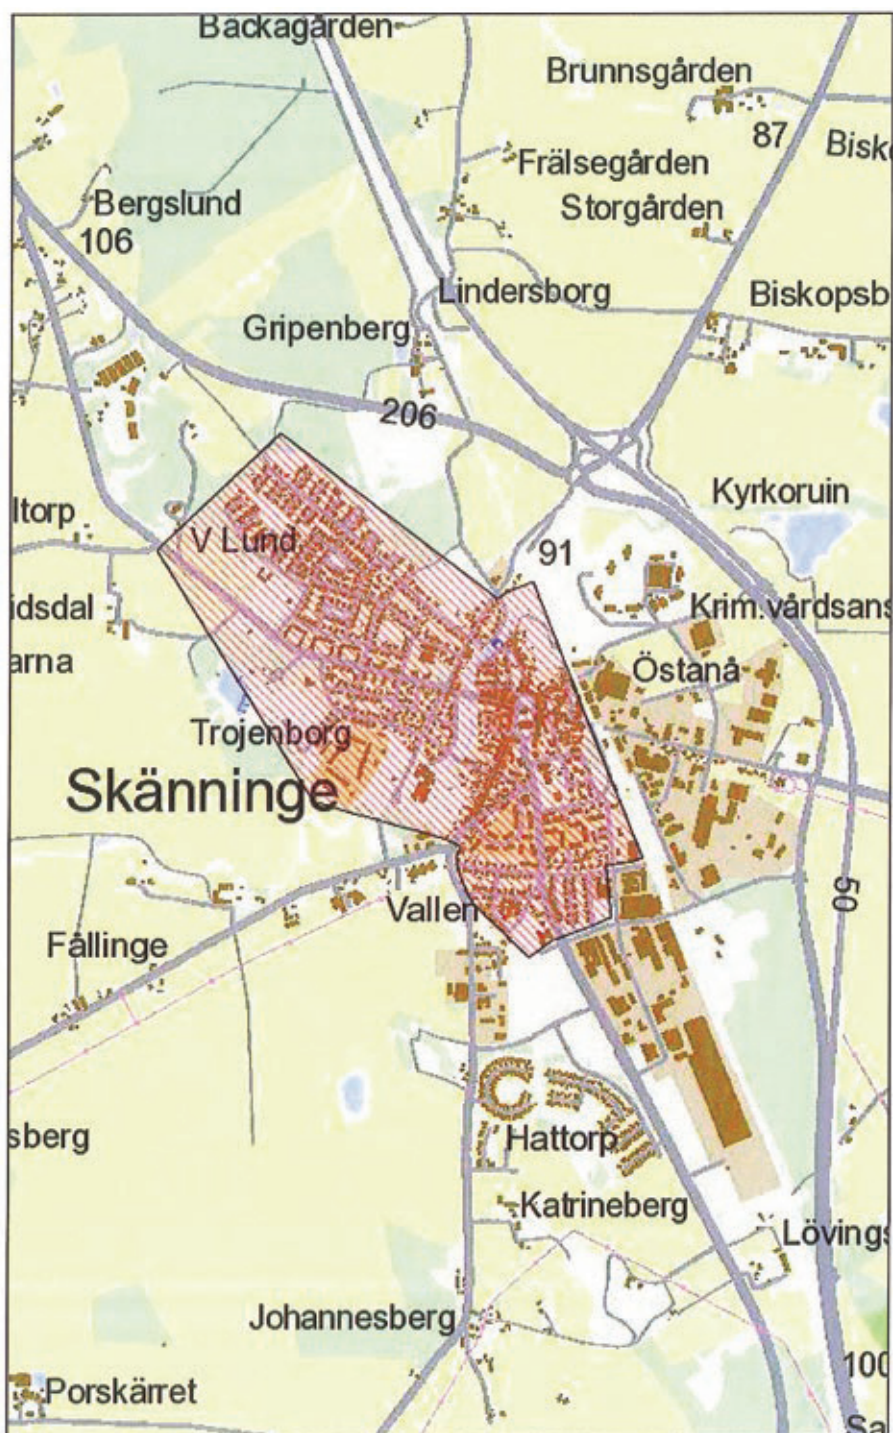 Backagården
Brunnsgården
87
Bisk
Frälsegården
Storgården
Bergslund
106
Lindersborg
Biskopsb
Gripenberg
206
Kyrkoruin
ltorp
V Lund
91
idsdal
Krim.vårdsans
arna
Östanå
Trojenborg
Skänninge
50
Vallen
Fållinge
sberg
Hattorp
Katrineberg
Lövings
Johannesberg
100
Porskärret
Sa